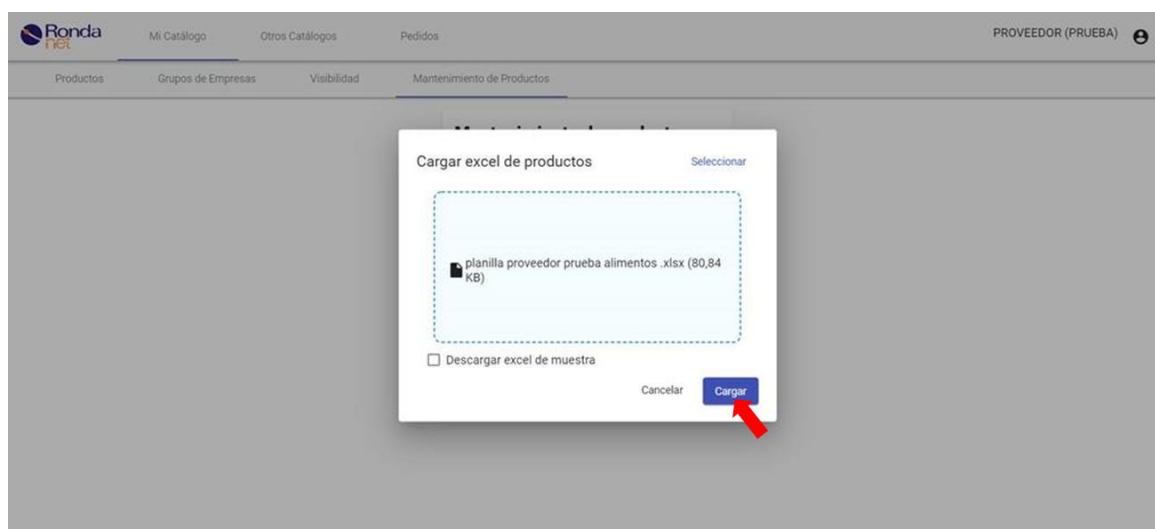 Ronda
net
Mi Catálogo
Otros Catálogos
Pedidos
PROVEEDOR (PRUEBA)
Productos
Grupos de Empresas
Visibilidad
Mantenimiento de Productos
Cargar excel de productos
Seleccionar
planilla proveedor prueba alimentos .xlsx (80,84
KB)
Descargar excel de muestra
Cancelar
Cargar